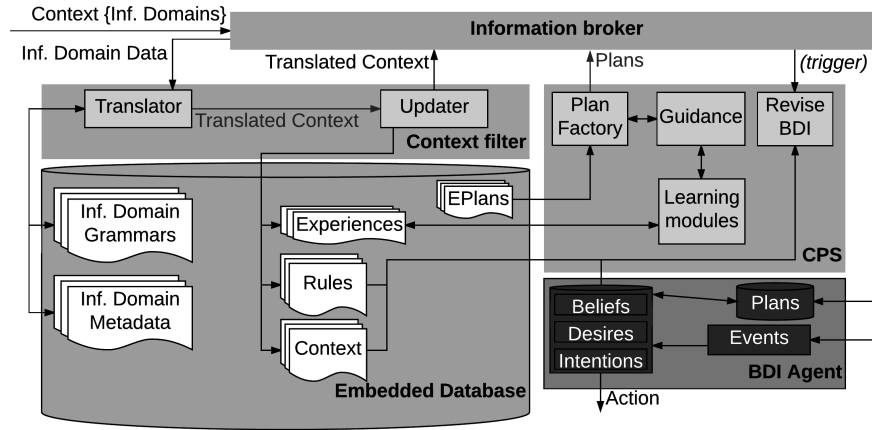 Context {Inf. Domains}
Information broker
Inf. Domain Data
Translated Context
Plans
(trigger)
Translator
Translated Context
Updater
Context filter
Plan
Factory
Guidance
Revise
BDI
Learning
modules
CPS
EPlans
Inf. Domain
Grammars
Experiences
Rules
Inf. Domain
Metadata
Context
Embedded Database
Beliefs
Desires
Intentions
Plans
Events
BDI Agent
Action